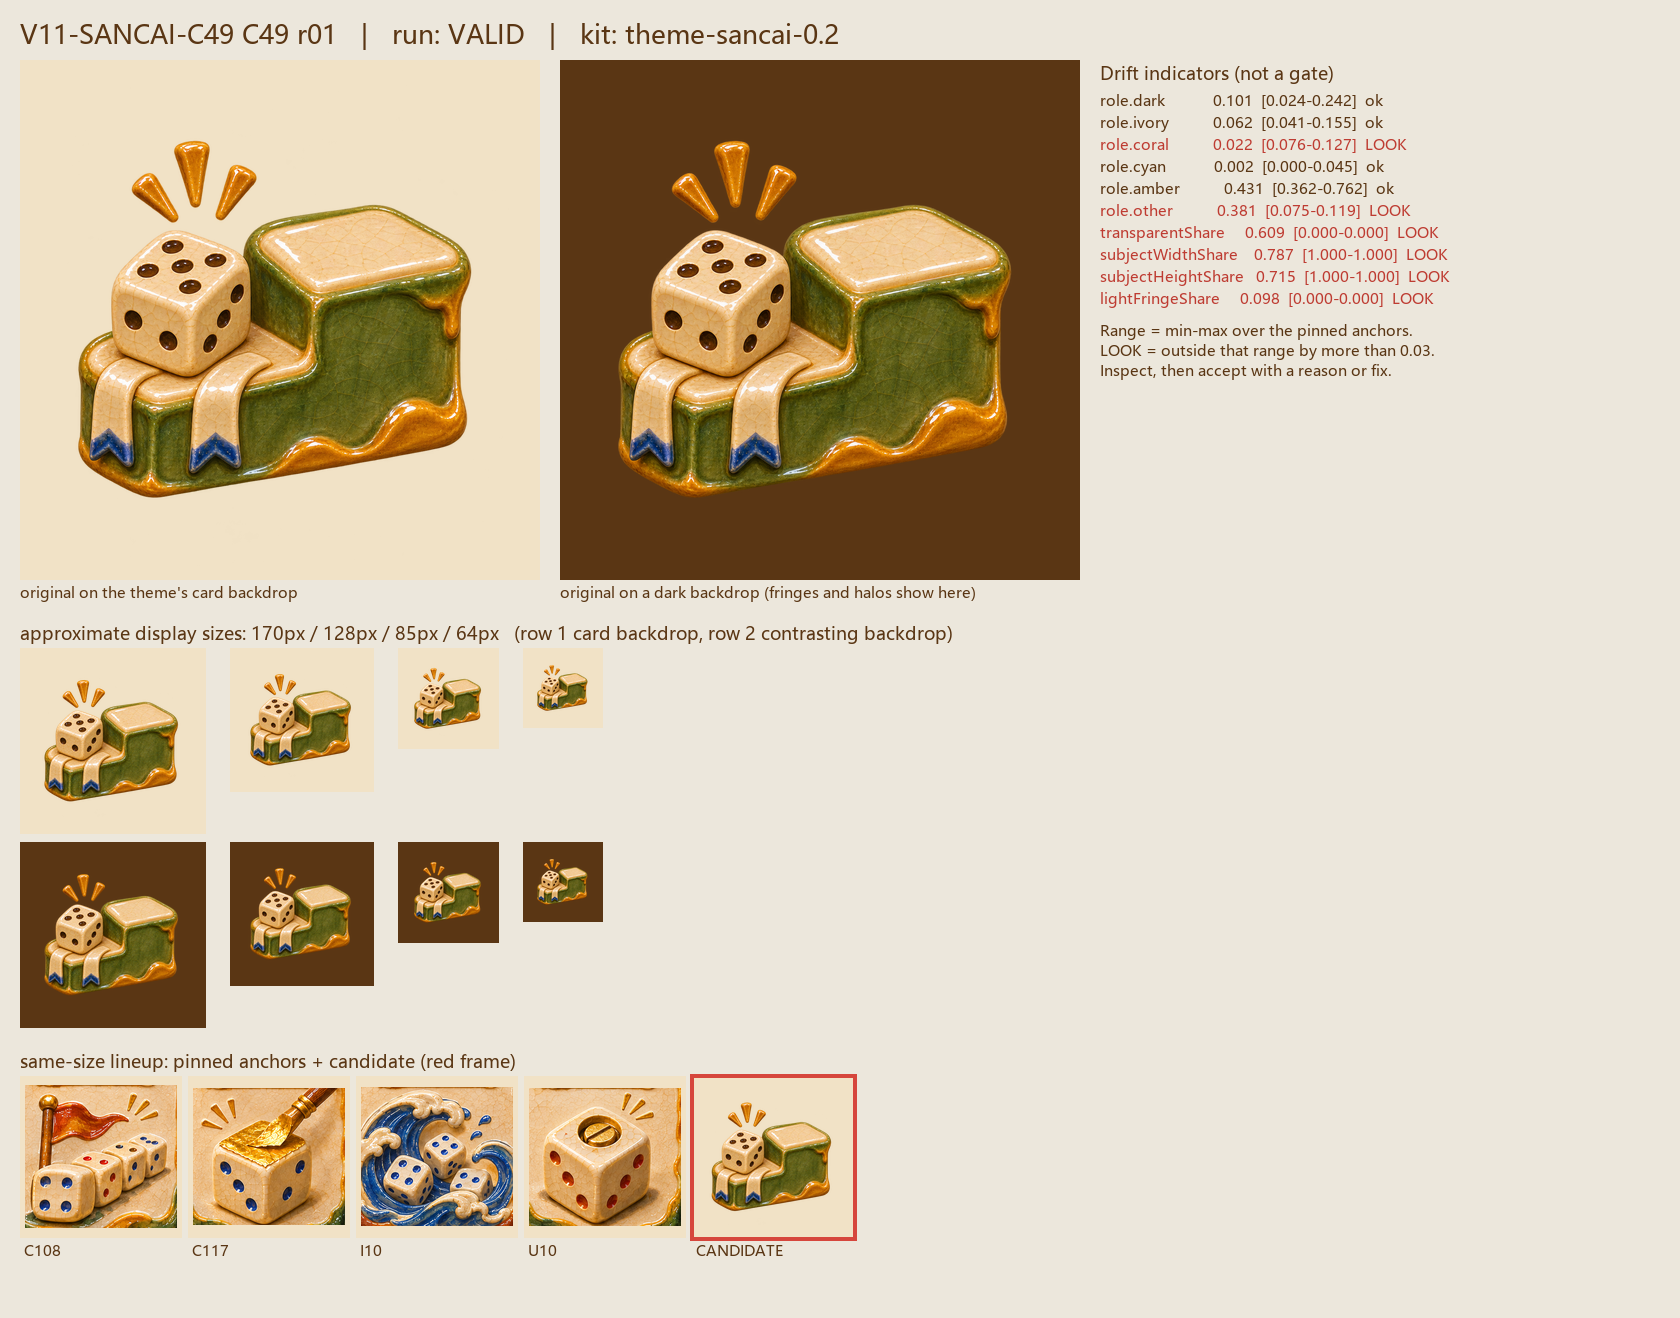 V11-SANCAI-C49 C49 r01   |   run: VALID   |   kit: theme-sancai-0.2
Drift indicators (not a gate)
role.dark 0.101 [0.024-0.242] ok
role.ivory 0.062 [0.041-0.155] ok
role.coral 0.022 [0.076-0.127] LOOK
role.cyan 0.002 [0.000-0.045] ok
role.amber 0.431 [0.362-0.762] ok
role.other 0.381 [0.075-0.119] LOOK
transparentShare 0.609 [0.000-0.000] LOOK
subjectWidthShare 0.787 [1.000-1.000] LOOK
subjectHeightShare 0.715 [1.000-1.000] LOOK
lightFringeShare 0.098 [0.000-0.000] LOOK
Range = min-max over the pinned anchors.
LOOK = outside that range by more than 0.03.
Inspect, then accept with a reason or fix.
original on the theme's card backdrop
original on a dark backdrop (fringes and halos show here)
approximate display sizes: 170px / 128px / 85px / 64px   (row 1 card backdrop, row 2 contrasting backdrop)
same-size lineup: pinned anchors + candidate (red frame)
C108
C117
I10
U10
CANDIDATE